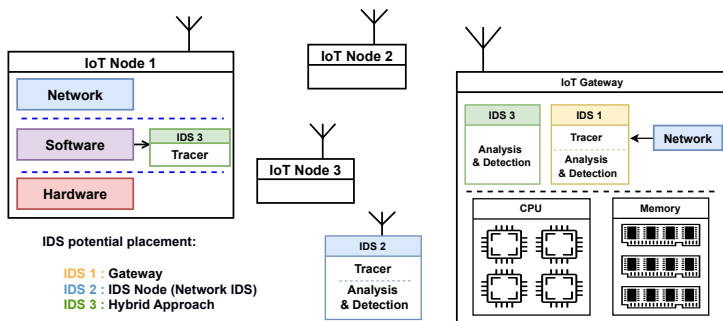 IoT Node 1
Network
Software
IDS 3
Tracer
Hardware
IoT Node 2
IoT Node 3
IDS 2
Tracer
Analysis
& Detection
IoT Gateway
IDS 3
Analysis
& Detection
IDS 1
Tracer
Analysis
& Detection
Network
CPU
Memory
IDS potential placement:
IDS 1 : Gateway
IDS 2 : IDS Node (Network IDS)
IDS 3 : Hybrid Approach